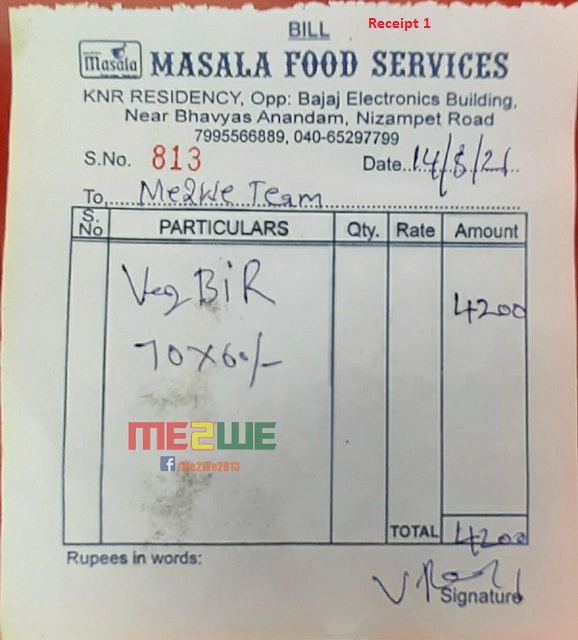 BILL
Receipt 1
Masala
MASALA FOOD SERVICES
KNR RESIDENCY, Opp: Bajaj Electronics Building,
Near Bhavyas Anandam, Nizampet Road
7995566889, 040-65297799
S.No. 813 Date 14/8/21
To, Me2We Team
S. No PARTICULARS Qty. Rate Amount
Veg BiR 4200
70X60/-
ME2WE
f /Me2We2013
TOTAL 4200
Rupees in words:
Signature